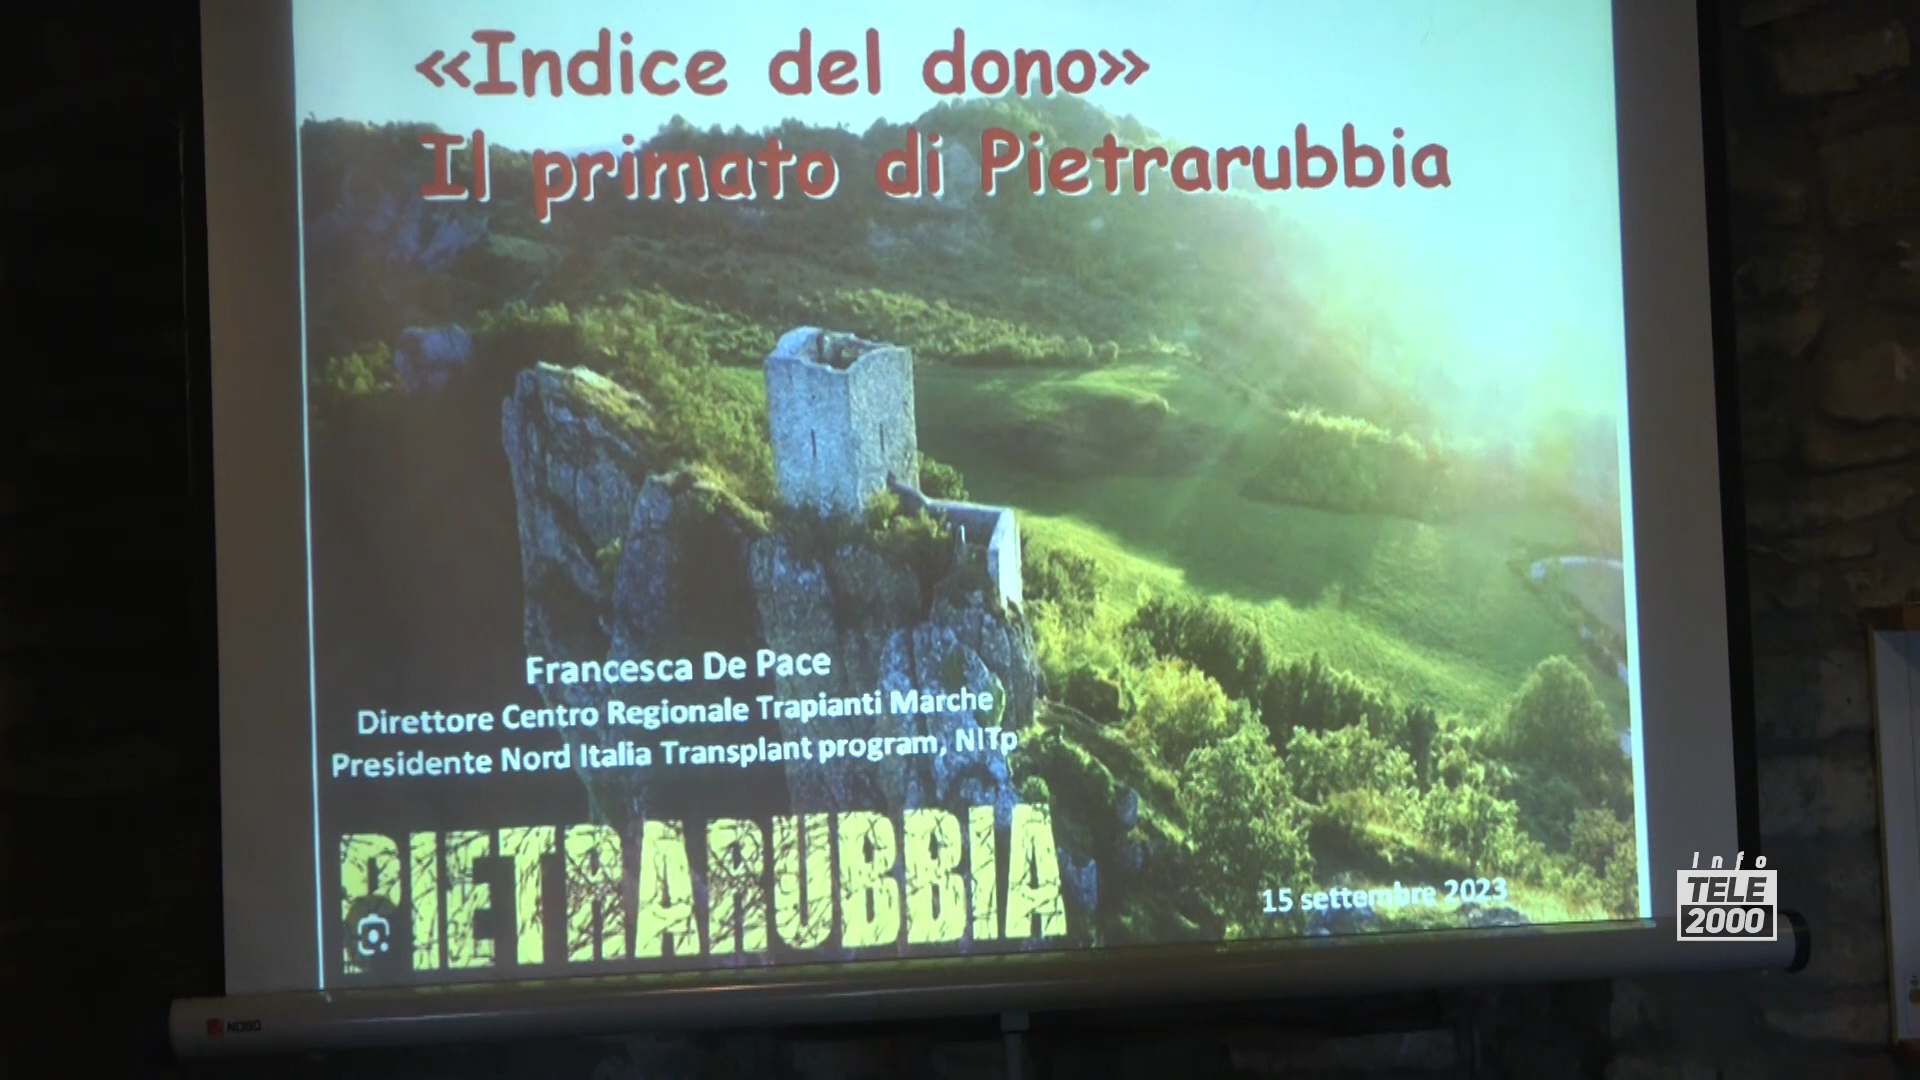 «Indice del dono»
Il primato di Pietrarubbia
Francesca De Pace
Direttore Centro Regionale Trapianti Marche
Presidente Nord Italia Transplant program, NITp
PIETRARUBBIA
15 settembre 2023
Info
TELE
2000
NOBO